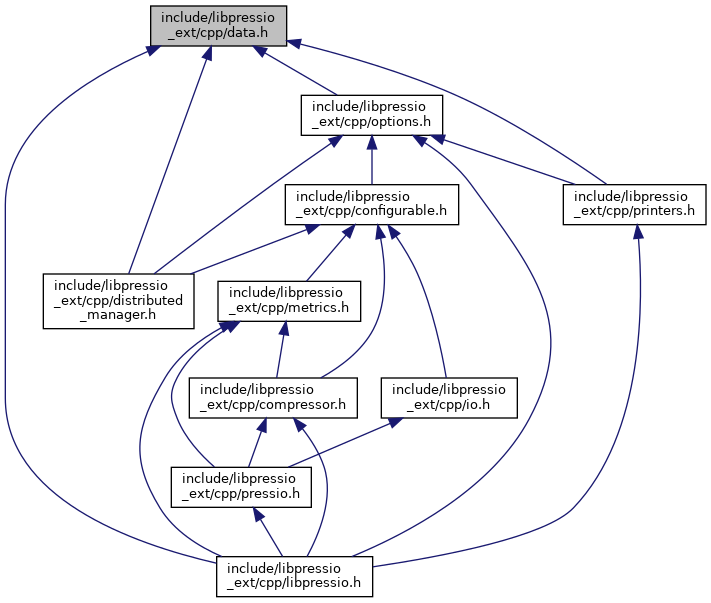 include/libpressio
_ext/cpp/data.h
include/libpressio
_ext/cpp/options.h
include/libpressio
_ext/cpp/configurable.h
include/libpressio
_ext/cpp/printers.h
include/libpressio
_ext/cpp/distributed
_manager.h
include/libpressio
_ext/cpp/metrics.h
include/libpressio
_ext/cpp/compressor.h
include/libpressio
_ext/cpp/io.h
include/libpressio
_ext/cpp/pressio.h
include/libpressio
_ext/cpp/libpressio.h